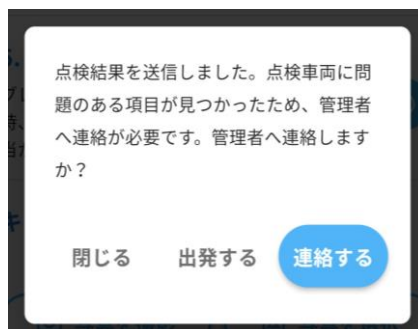 点検結果を送信しました。点検車両に問
題のある項目が見つかったため、管理者
へ連絡が必要です。管理者へ連絡します
か？
閉じる 出発する 連絡する